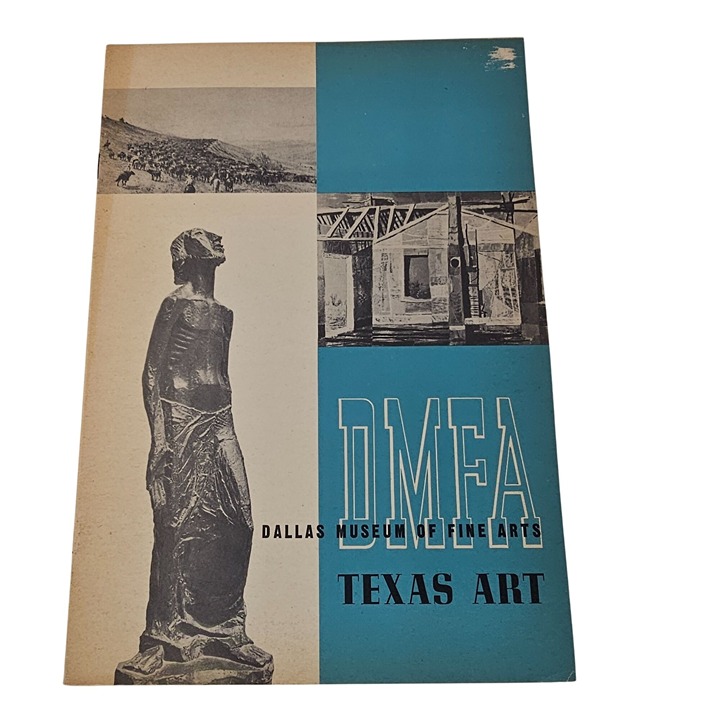 DMFA
DALLAS MUSEUM OF FINE ARTS
TEXAS ART